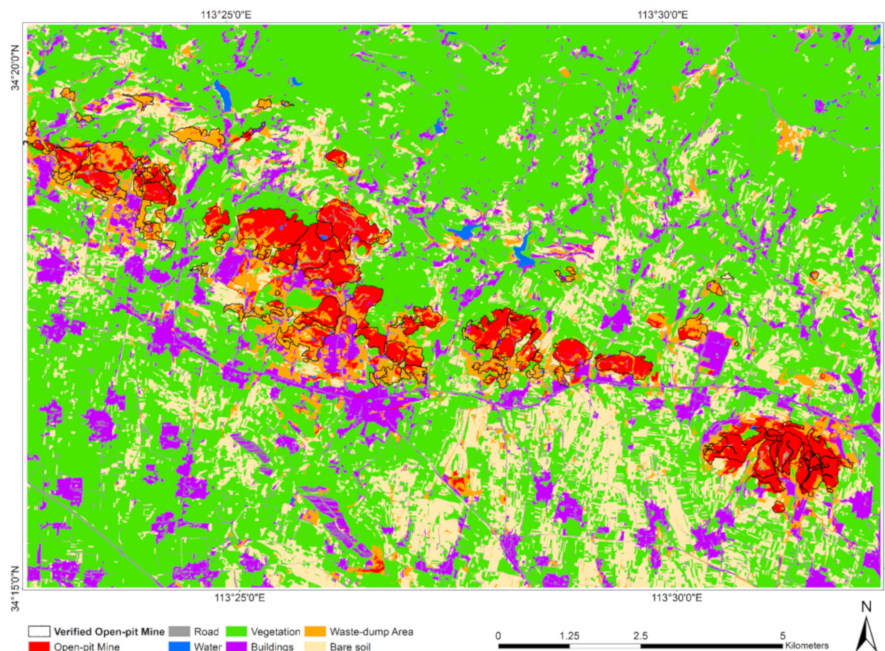 113°25'0"E 113°30'0"E
34°20'0"N
34°15'0"N
113°25'0"E 113°30'0"E
N
Verified Open-pit Mine Road Vegetation Waste-dump Area
Open-pit Mine Water Buildings Bare soil
0 1.25 2.5 5
Kilometers